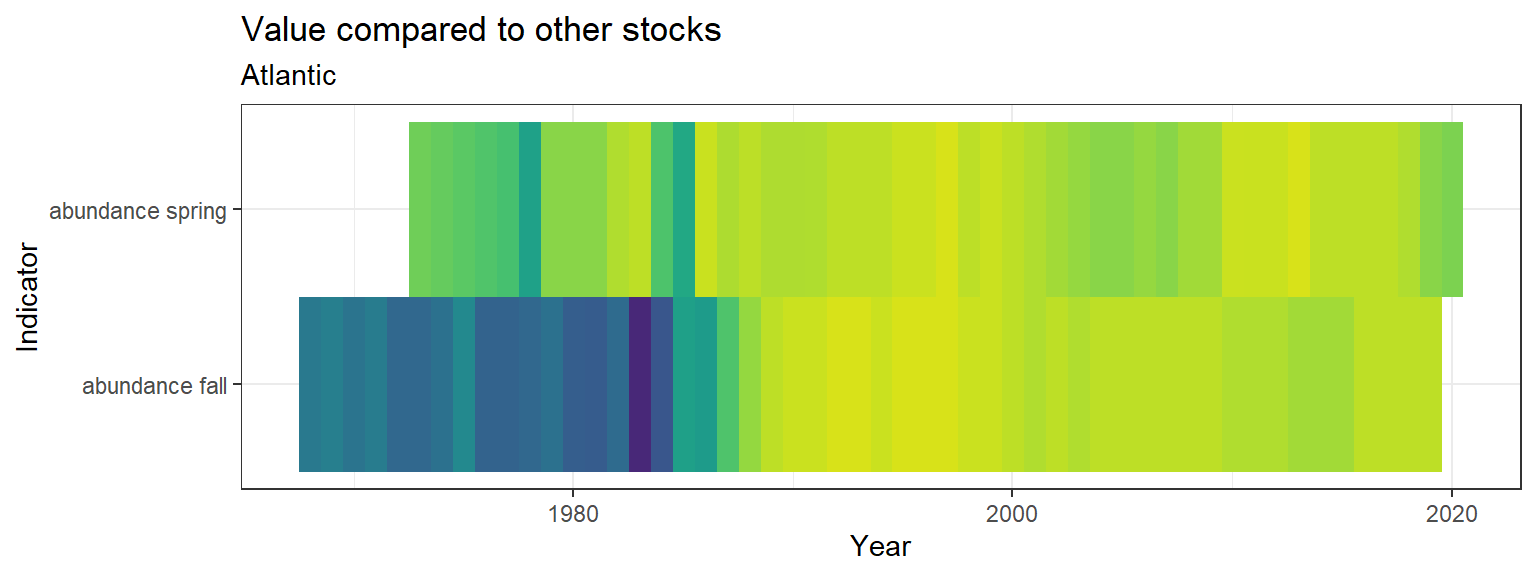 Value compared to other stocks
Atlantic
Indicator
abundance spring
abundance fall
1980 2000 2020
Year